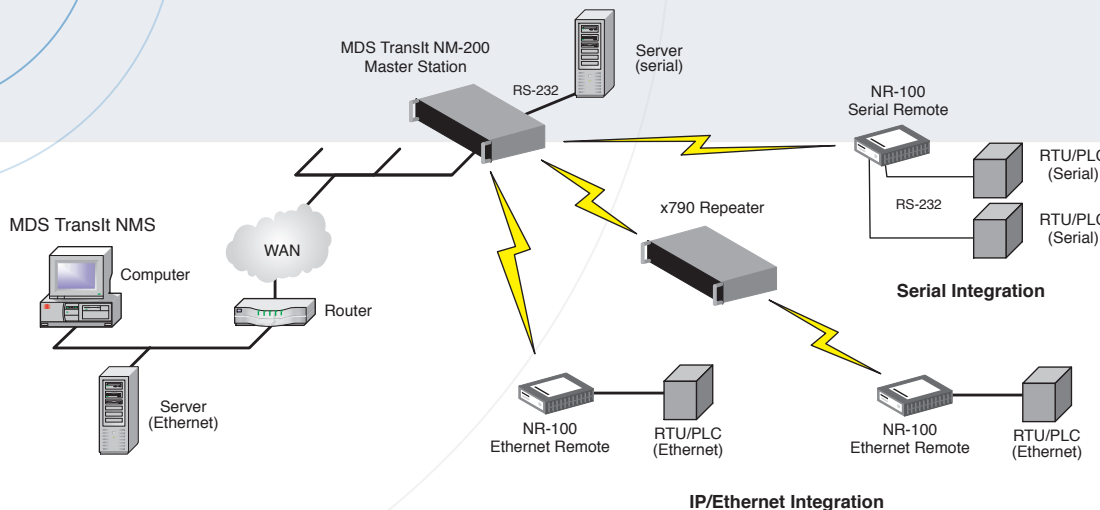 MDS TransIt NM-200
Master Station
RS-232
Server
(serial)
NR-100
Serial Remote
RTU/PLC
(Serial)
RS-232
RTU/PLC
(Serial)
Serial Integration
x790 Repeater
MDS TransIt NMS
Computer
WAN
Router
Server
(Ethernet)
NR-100
Ethernet Remote
RTU/PLC
(Ethernet)
NR-100
Ethernet Remote
RTU/PLC
(Ethernet)
IP/Ethernet Integration